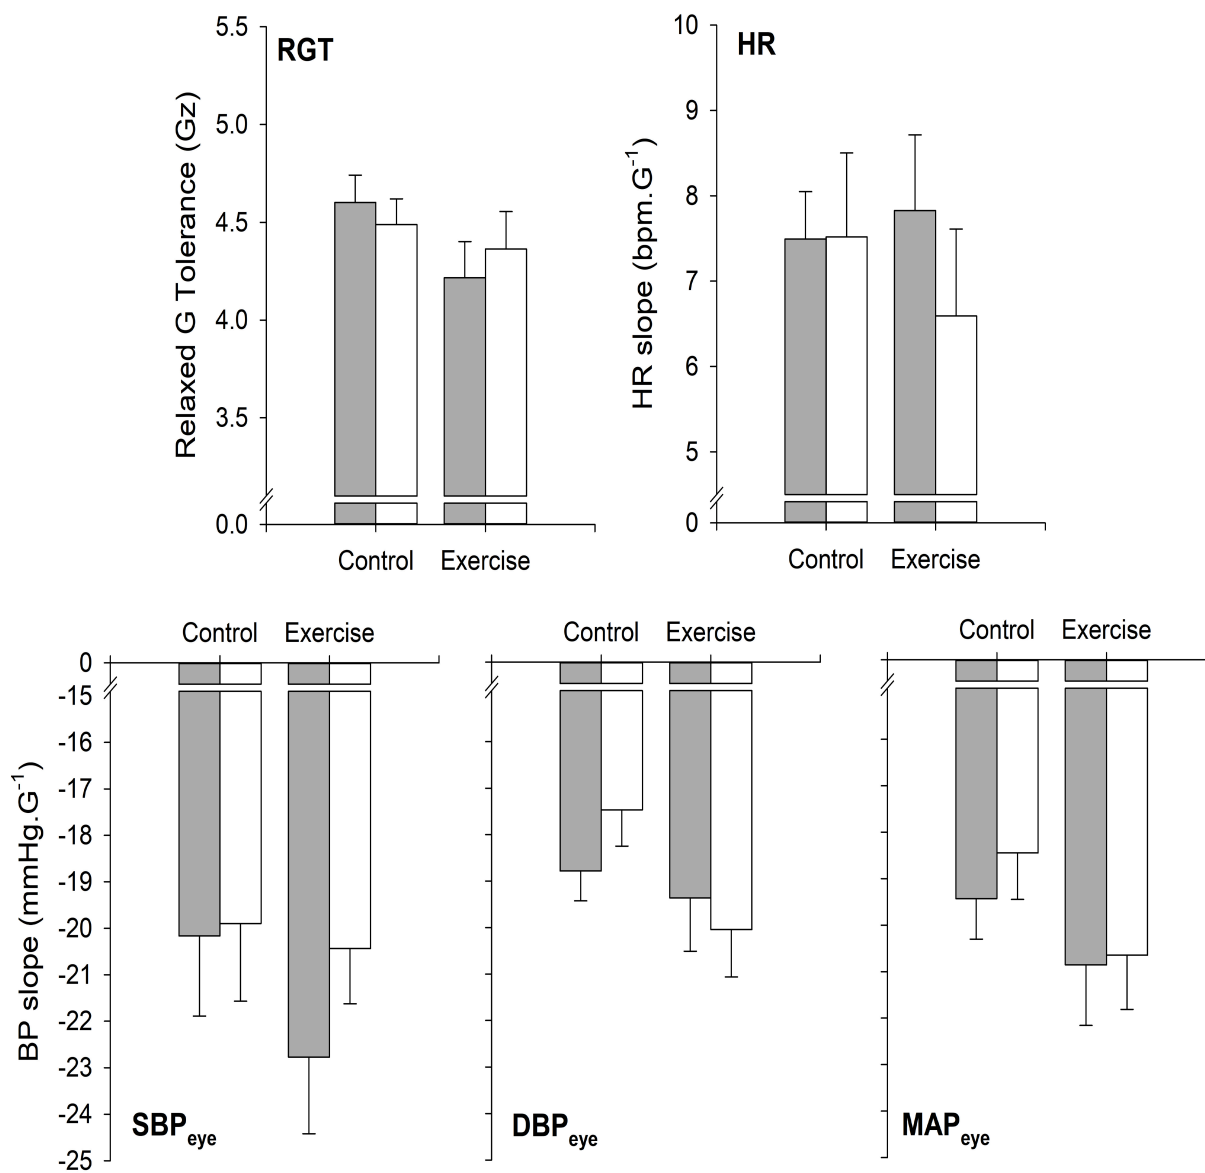 RGT
Relaxed G Tolerance (Gz)
5.5
5.0
4.5
4.0
3.5
0.0
Control Exercise
HR
HR slope (bpm.G⁻¹)
10
9
8
7
6
5
0
Control Exercise
BP slope (mmHg.G⁻¹)
Control Exercise
0
-15
-16
-17
-18
-19
-20
-21
-22
-23
-24
-25
SBPeye
Control Exercise
DBPeye
Control Exercise
MAPeye